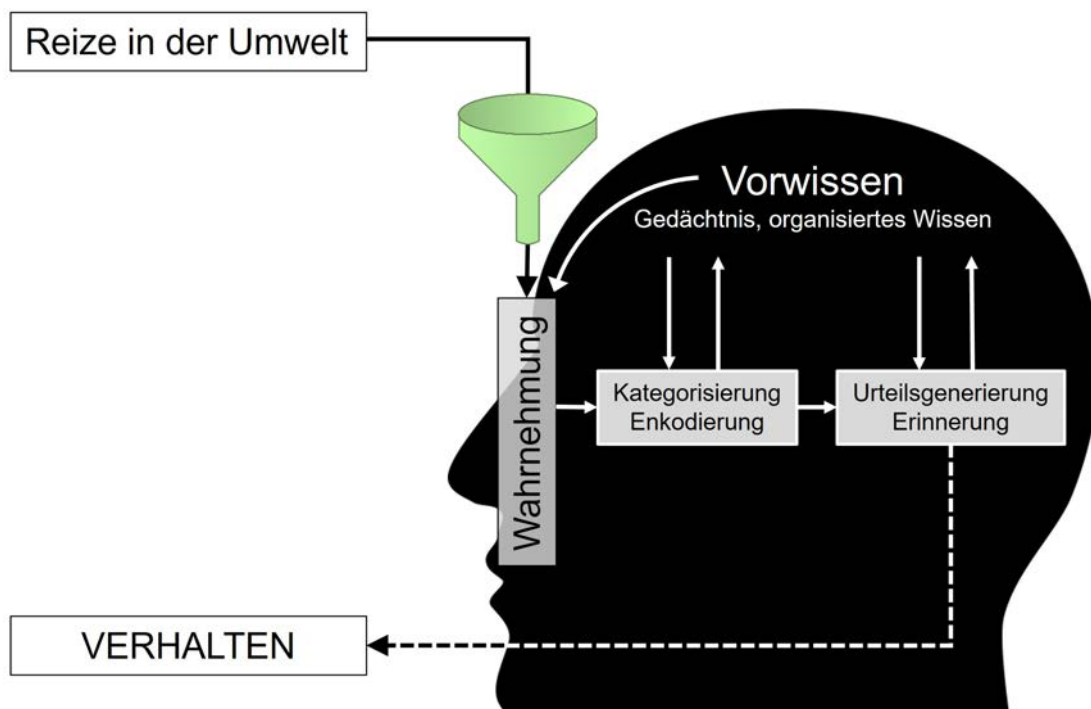 Reize in der Umwelt
Vorwissen
Gedächtnis, organisiertes Wissen
Wahrnehmung
Kategorisierung
Enkodierung
Urteilsgenerierung
Erinnerung
VERHALTEN